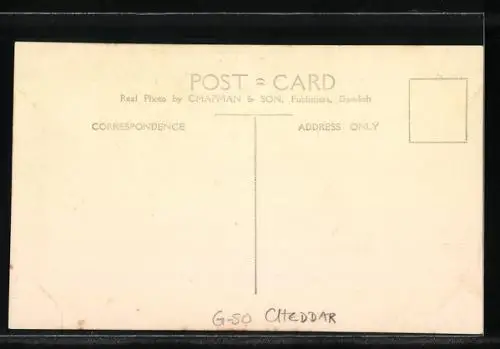 POST = CARD
Real Photo by CHAPMAN & SON, Publishers, Dawlish
CORRESPONDENCE
ADDRESS ONLY
G-50 CHEDDAR